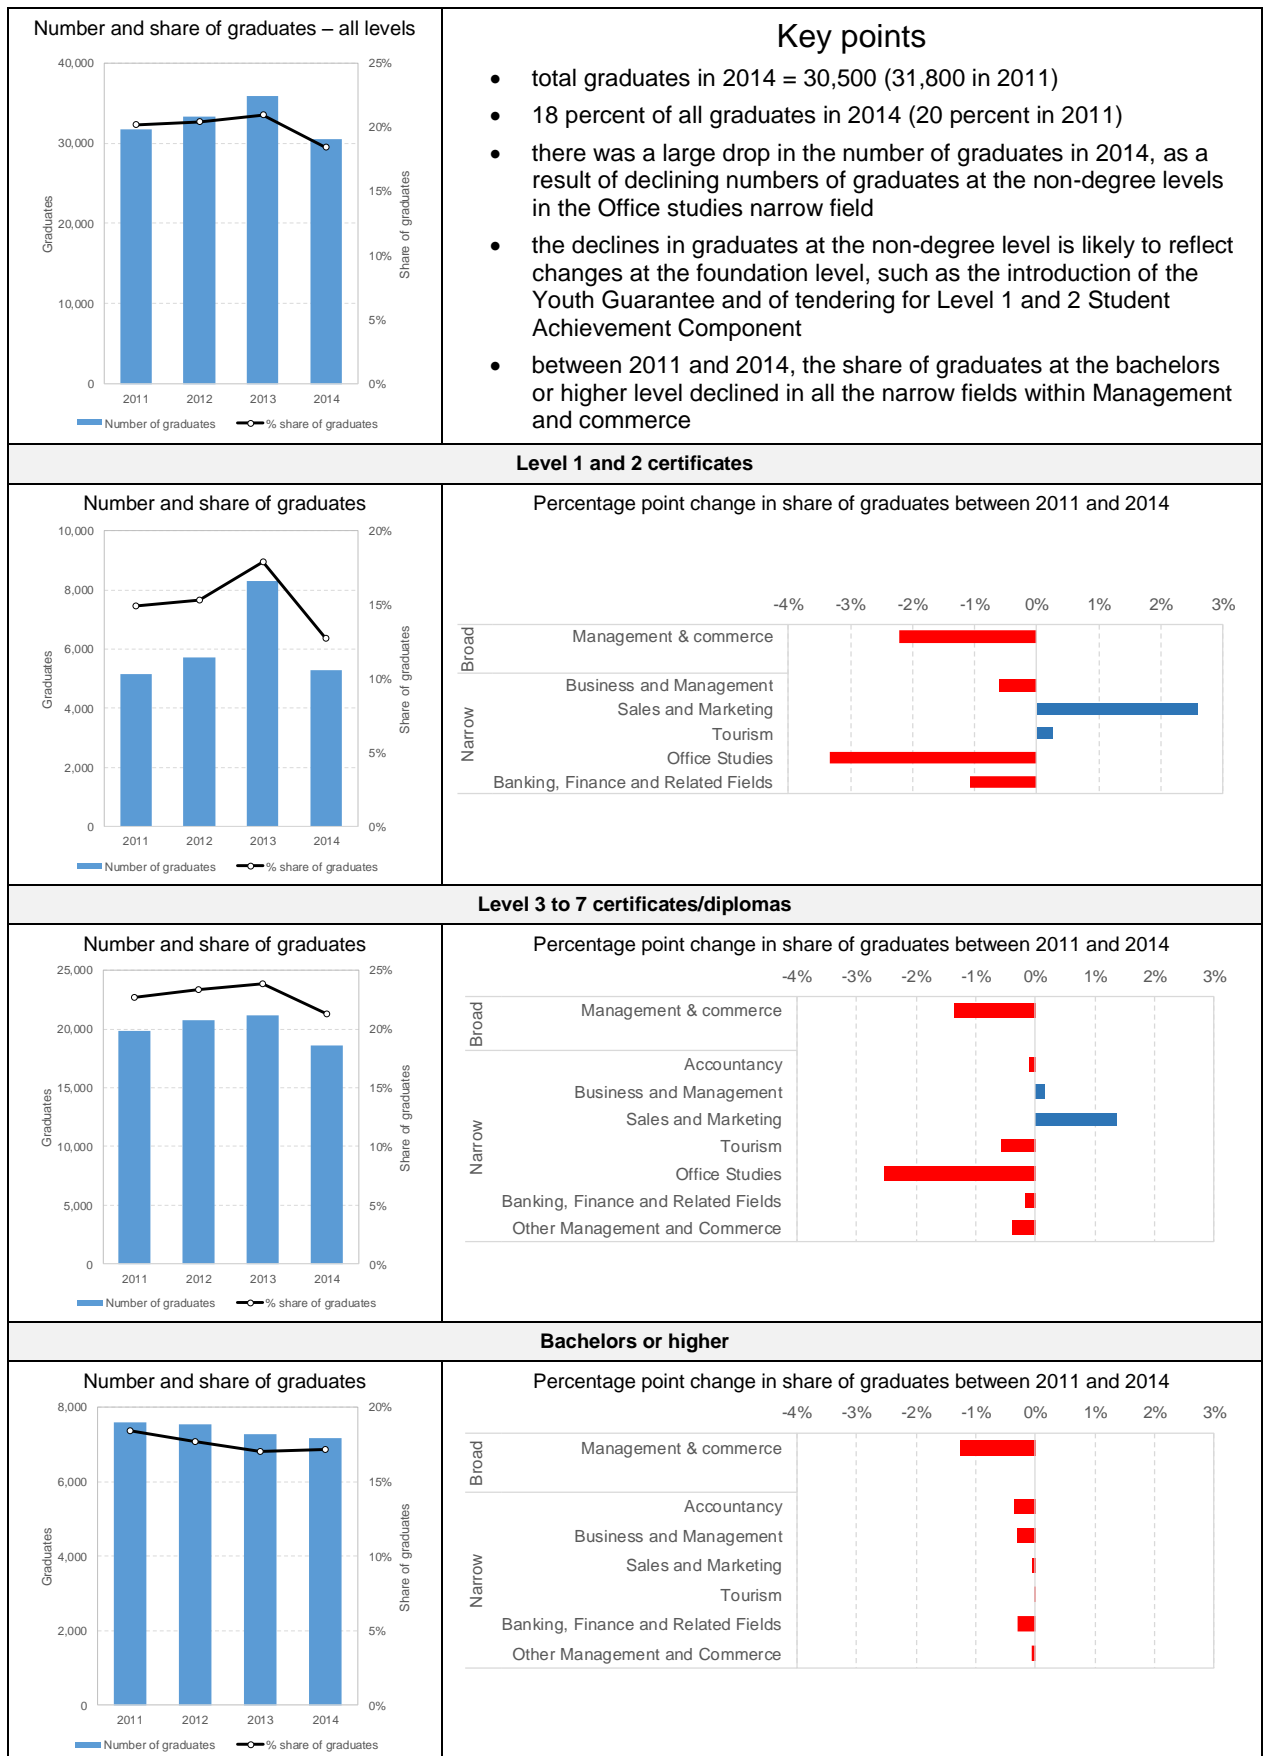 Number and share of graduates – all levels
40,000
30,000
20,000
10,000
0
25%
20%
15%
10%
5%
0%
Graduates
Share of graduates
2011 2012 2013 2014
Number of graduates % share of graduates
Key points
• total graduates in 2014 = 30,500 (31,800 in 2011)
• 18 percent of all graduates in 2014 (20 percent in 2011)
• there was a large drop in the number of graduates in 2014, as a
result of declining numbers of graduates at the non-degree levels
in the Office studies narrow field
• the declines in graduates at the non-degree level is likely to reflect
changes at the foundation level, such as the introduction of the
Youth Guarantee and of tendering for Level 1 and 2 Student
Achievement Component
• between 2011 and 2014, the share of graduates at the bachelors
or higher level declined in all the narrow fields within Management
and commerce
Level 1 and 2 certificates
Number and share of graduates
10,000
8,000
6,000
4,000
2,000
0
20%
15%
10%
5%
0%
Graduates
Share of graduates
2011 2012 2013 2014
Number of graduates % share of graduates
Percentage point change in share of graduates between 2011 and 2014
-4% -3% -2% -1% 0% 1% 2% 3%
Broad
Management & commerce
Narrow
Business and Management
Sales and Marketing
Tourism
Office Studies
Banking, Finance and Related Fields
Level 3 to 7 certificates/diplomas
Number and share of graduates
25,000
20,000
15,000
10,000
5,000
0
25%
20%
15%
10%
5%
0%
Graduates
Share of graduates
2011 2012 2013 2014
Number of graduates % share of graduates
Percentage point change in share of graduates between 2011 and 2014
-4% -3% -2% -1% 0% 1% 2% 3%
Broad
Management & commerce
Narrow
Accountancy
Business and Management
Sales and Marketing
Tourism
Office Studies
Banking, Finance and Related Fields
Other Management and Commerce
Bachelors or higher
Number and share of graduates
8,000
6,000
4,000
2,000
0
20%
15%
10%
5%
0%
Graduates
Share of graduates
2011 2012 2013 2014
Number of graduates % share of graduates
Percentage point change in share of graduates between 2011 and 2014
-4% -3% -2% -1% 0% 1% 2% 3%
Broad
Management & commerce
Narrow
Accountancy
Business and Management
Sales and Marketing
Tourism
Banking, Finance and Related Fields
Other Management and Commerce